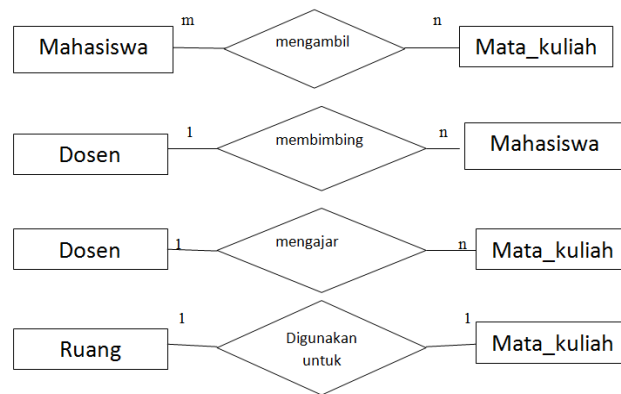 m
n
Mahasiswa
mengambil
Mata_kuliah
1
n
Dosen
membimbing
Mahasiswa
1
n
Dosen
mengajar
Mata_kuliah
1
1
Ruang
Digunakan
untuk
Mata_kuliah